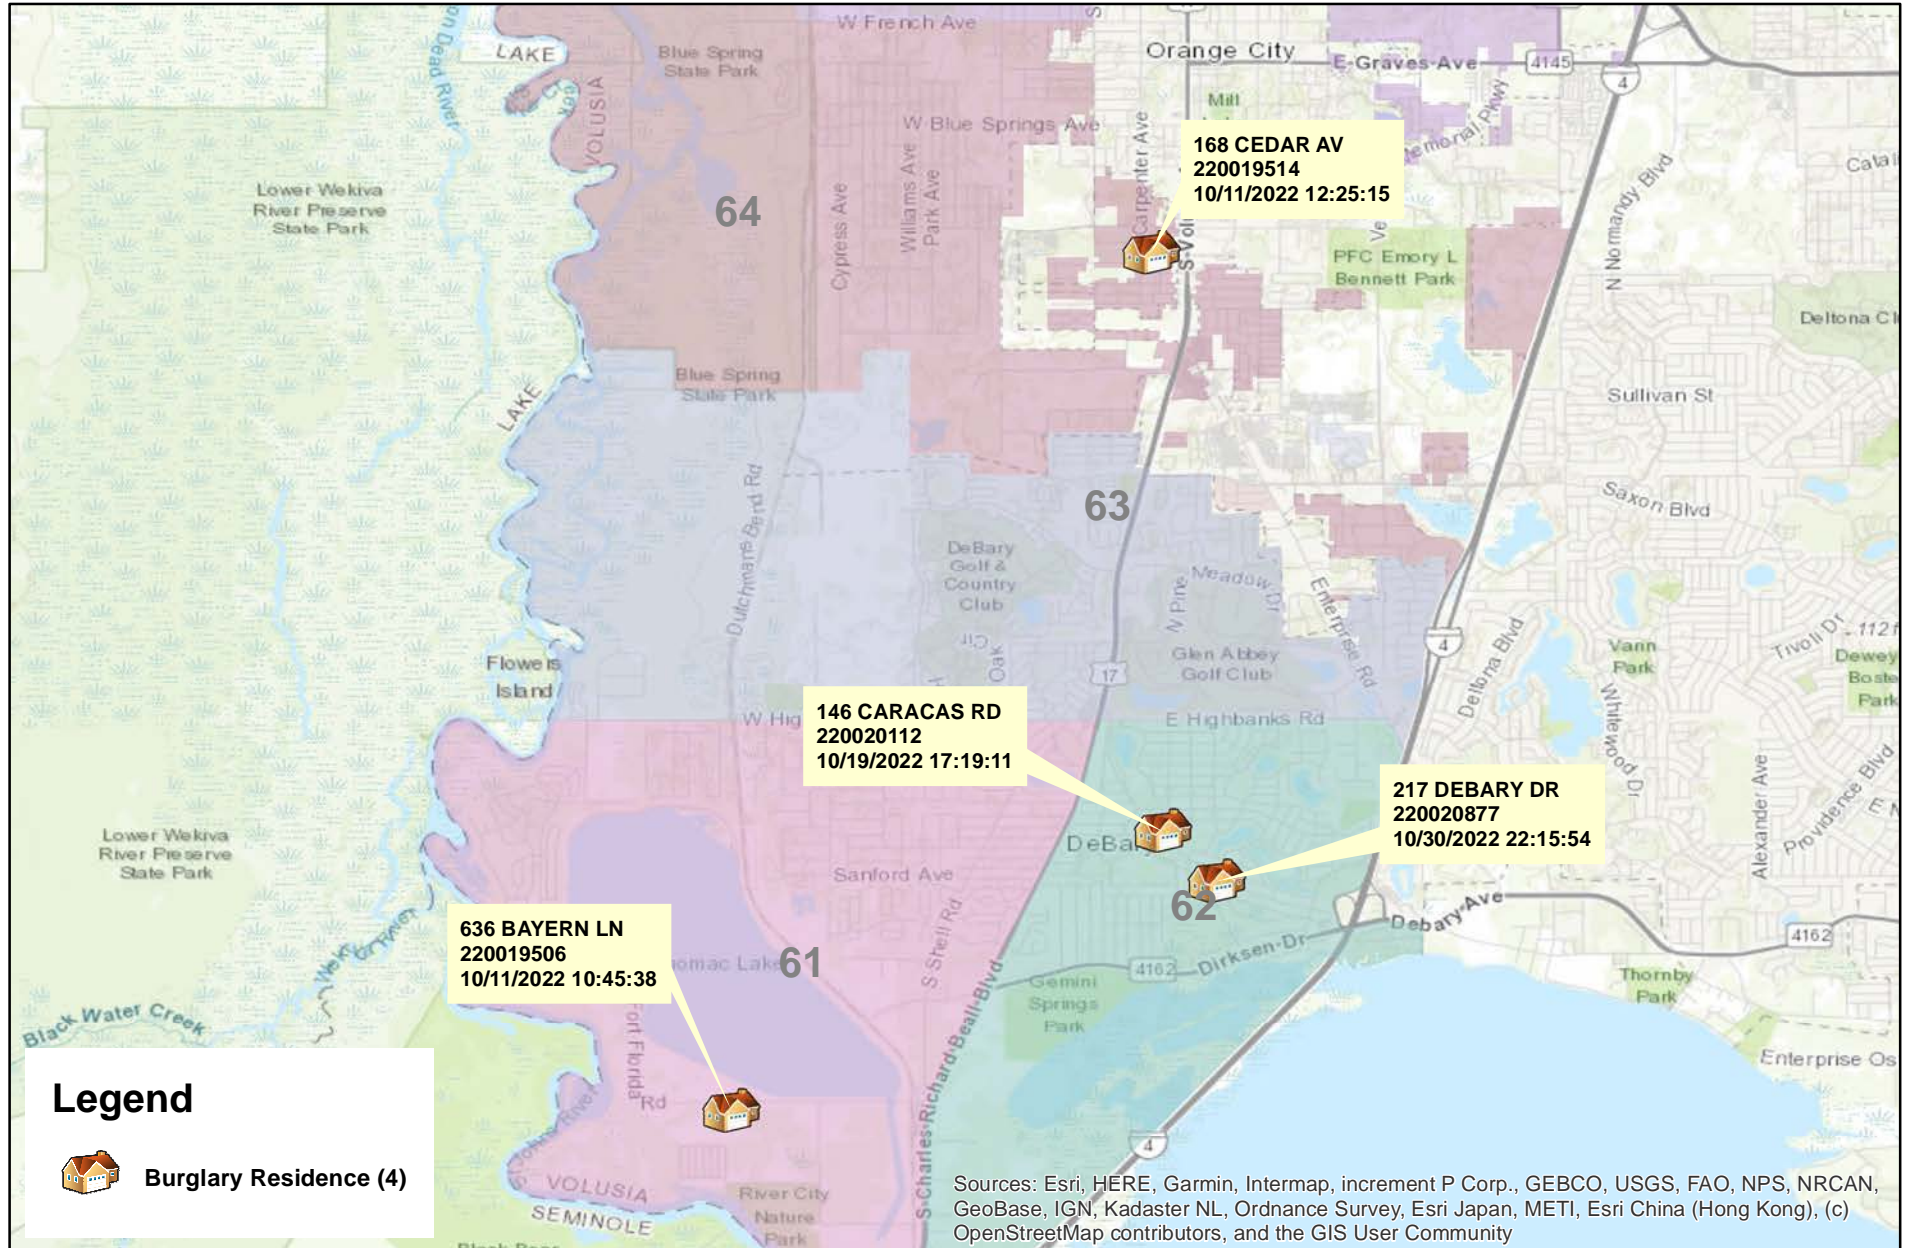 W French Ave
Orange City
E Graves Ave
4145
4
LAKE
Blue Spring
State Park
VOLUSIA
Mill
W Blue Springs Ave
Carpenter Ave
168 CEDAR AV
220019514
10/11/2022 12:25:15
N Normandy Blvd
Lower Wekiva
River Preserve
State Park
64
Cypress Ave
Williams Ave
Park Ave
PFC Emory L
Bennett Park
Blue Spring
State Park
LAKE
Sullivan St
63
Saxon Blvd
Dutchmans Bend Rd
DeBary
Golf &
Country
Club
Cir
Oak
N Pine
Meadow Dr
Enterprise Rd
Glen Abbey
Golf Club
17
4
Deltona Blvd
Vann
Park
Tivoli Dr
Whitewood Dr
Flowers
Island
146 CARACAS RD
220020112
10/19/2022 17:19:11
E Highbanks Rd
217 DEBARY DR
220020877
10/30/2022 22:15:54
Alexander Ave
Providence Blvd
Lower Wekiva
River Preserve
State Park
Sanford Ave
62
Debary Ave
4162
636 BAYERN LN
220019506
10/11/2022 10:45:38
61
S Shell Rd
4162
Dirksen Dr
Gemini
Springs
Park
Thornby
Park
Black Water Creek
Fort Florida
Rd
S Charles Richard Beall Blvd
Enterprise Os
4
VOLUSIA
SEMINOLE
River City
Nature
Park
Legend
Burglary Residence (4)
Sources: Esri, HERE, Garmin, Intermap, increment P Corp., GEBCO, USGS, FAO, NPS, NRCAN,
GeoBase, IGN, Kadaster NL, Ordnance Survey, Esri Japan, METI, Esri China (Hong Kong), (c)
OpenStreetMap contributors, and the GIS User Community